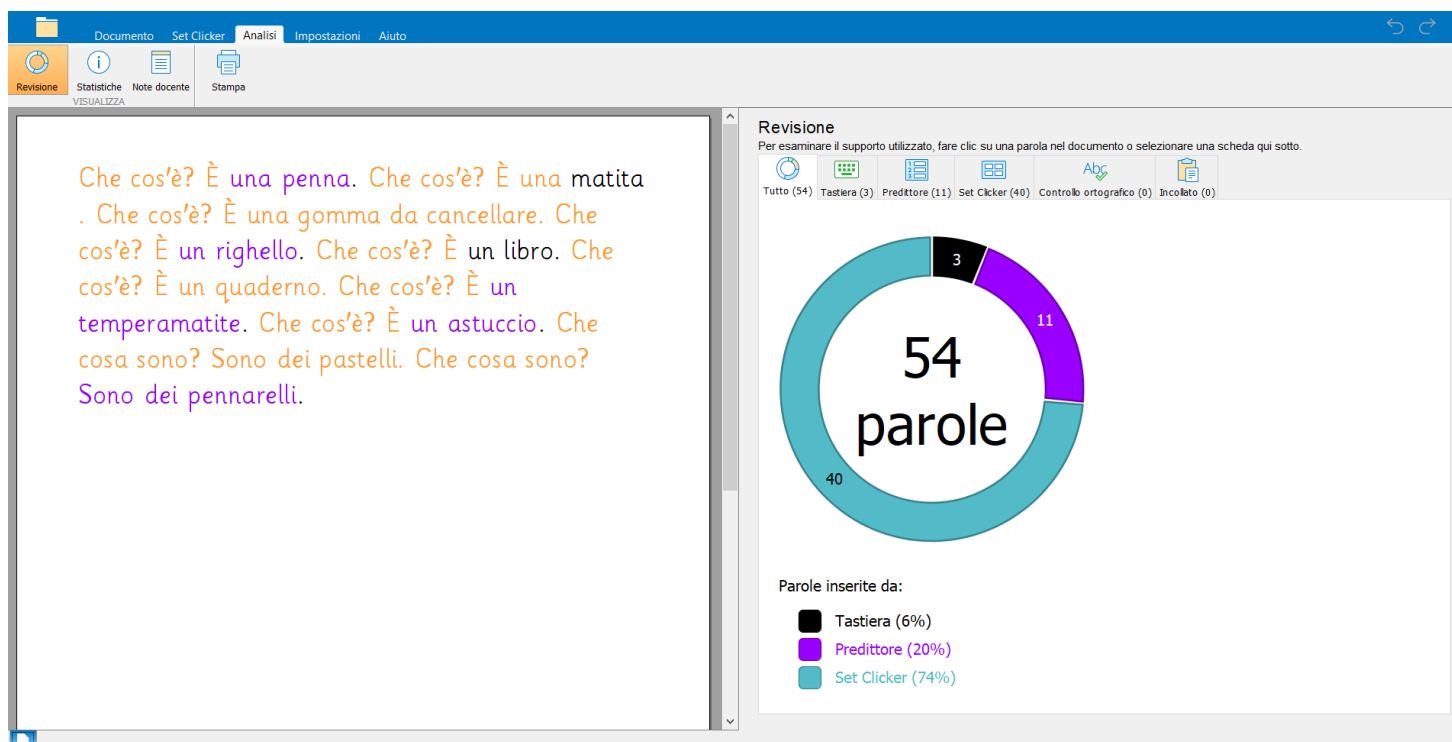 Documento Set Clicker Analisi Impostazioni Aiuto
Revisione Statistiche Note docente Stampa
VISUALIZZA
Che cos'è? È una penna. Che cos'è? È una matita
. Che cos'è? È una gomma da cancellare. Che
cos'è? È un righello. Che cos'è? È un libro. Che
cos'è? È un quaderno. Che cos'è? È un
temperamatite. Che cos'è? È un astuccio. Che
cosa sono? Sono dei pastelli. Che cosa sono?
Sono dei pennarelli.
Revisione
Per esaminare il supporto utilizzato, fare clic su una parola nel documento o selezionare una scheda qui sotto.
Abc
Tutto (54) Tastiera (3) Predittore (11) Set Clicker (40) Controllo ortografico (0) Incollato (0)
3
11
54
parole
40
Parole inserite da:
Tastiera (6%)
Predittore (20%)
Set Clicker (74%)